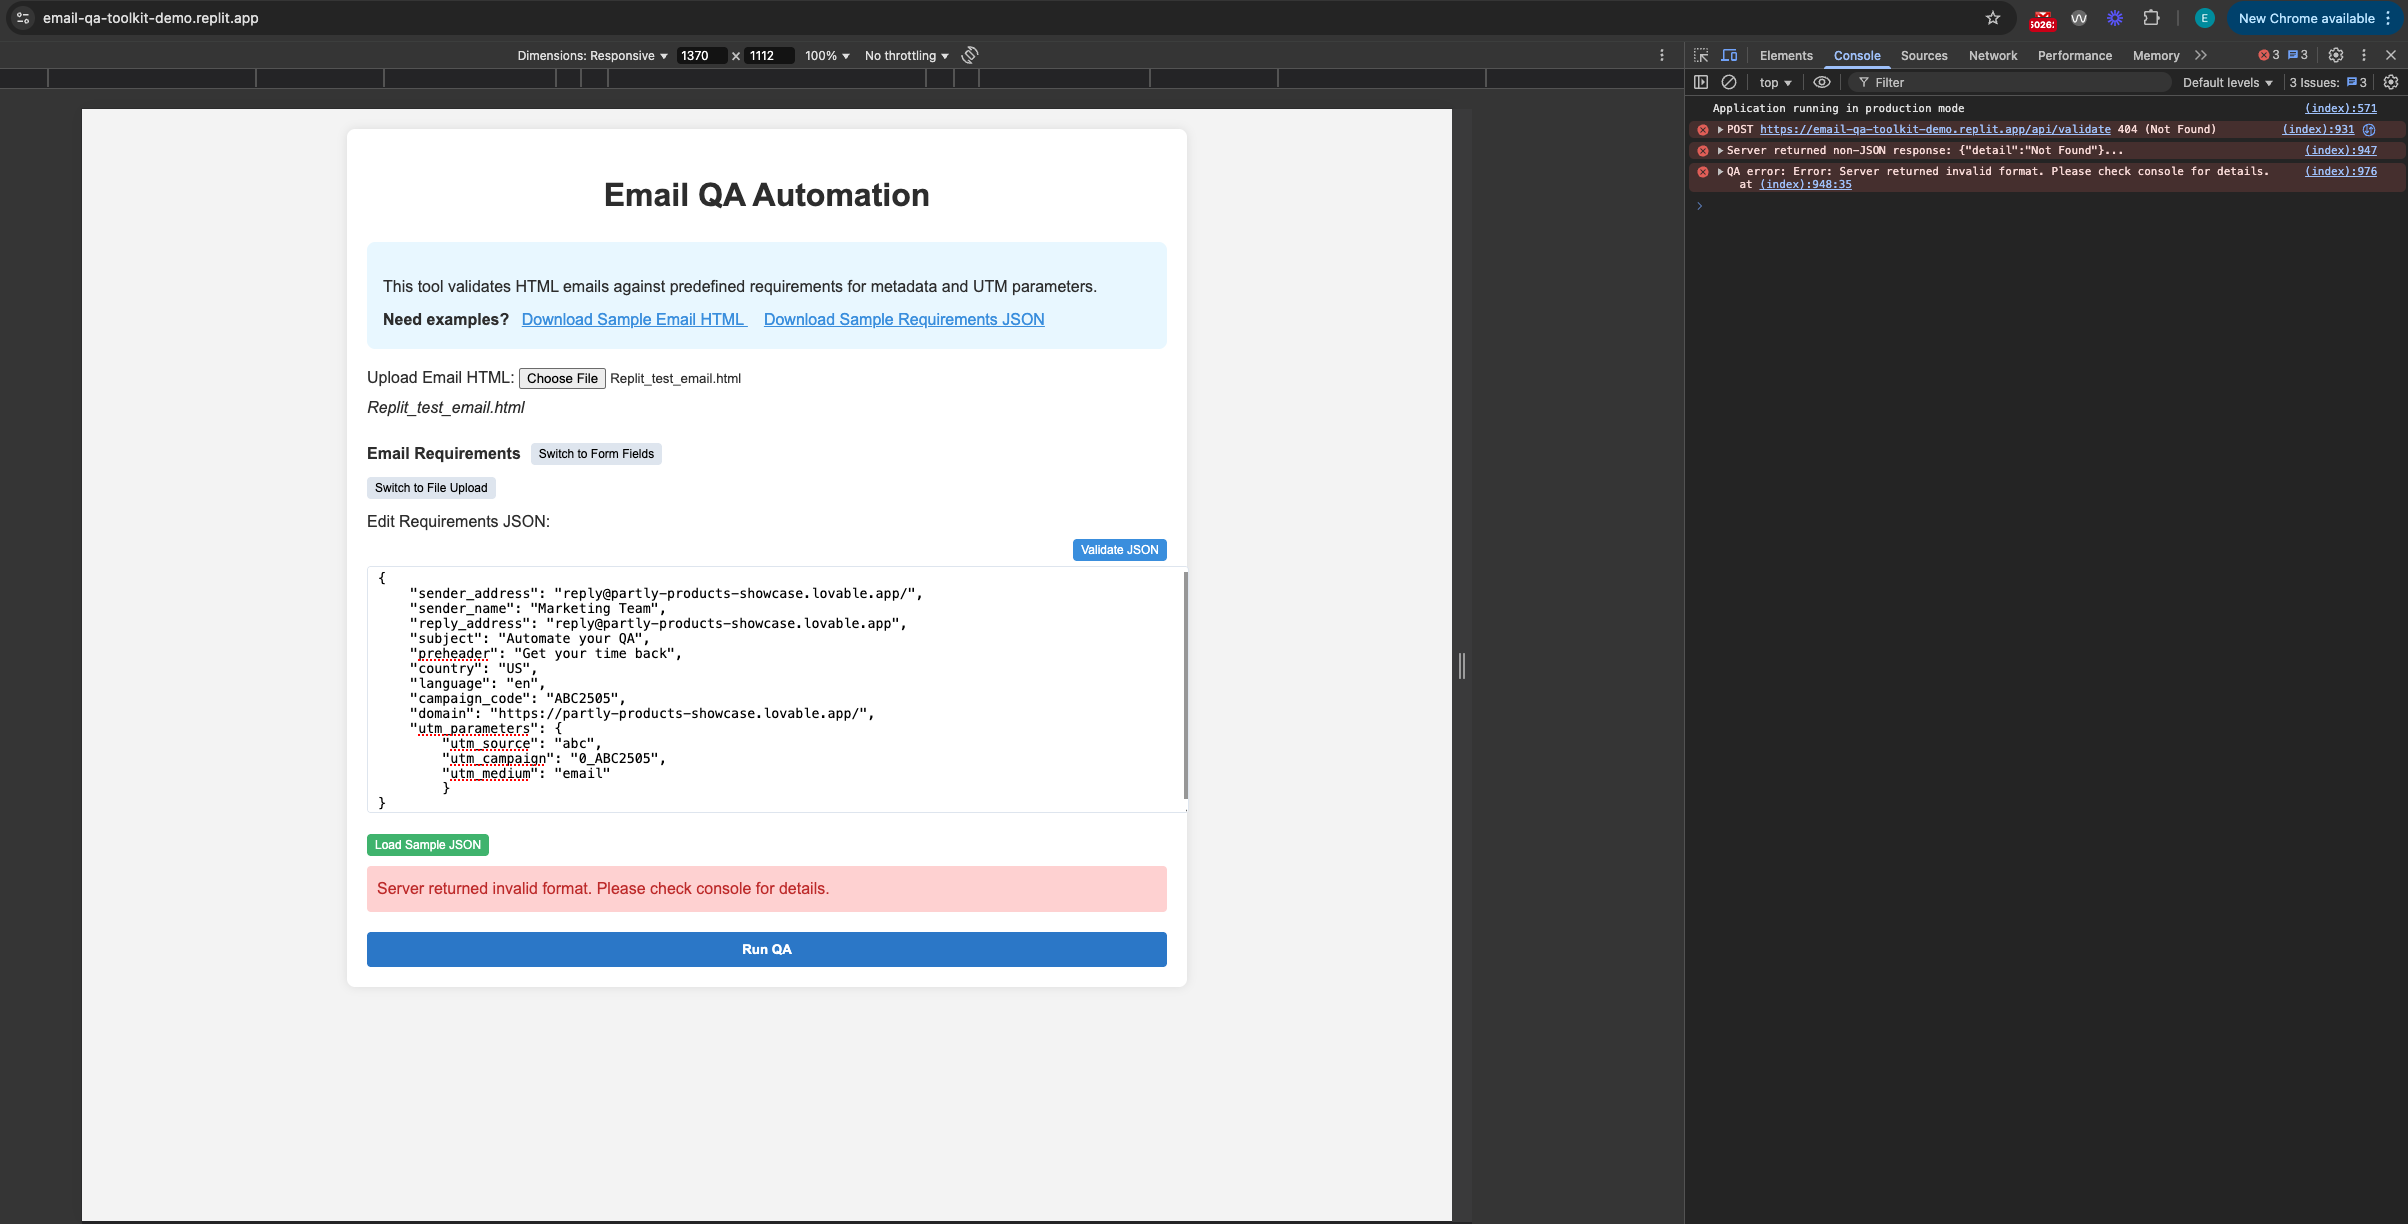 email-qa-toolkit-demo.replit.app
5026
E
New Chrome available
Dimensions: Responsive 1370 x 1112 100% No throttling
Elements Console Sources Network Performance Memory 3 3
top Filter Default levels 3 Issues: 3
Application running in production mode (index):571
POST https://email-qa-toolkit-demo.replit.app/api/validate 404 (Not Found) (index):931
Server returned non-JSON response: {"detail":"Not Found"}... (index):947
QA error: Error: Server returned invalid format. Please check console for details. (index):976
at (index):948:35
Email QA Automation
This tool validates HTML emails against predefined requirements for metadata and UTM parameters.
Need examples? Download Sample Email HTML Download Sample Requirements JSON
Upload Email HTML: Choose File Replit_test_email.html
Replit_test_email.html
Email Requirements Switch to Form Fields
Switch to File Upload
Edit Requirements JSON:
Validate JSON
{
"sender_address": "reply@partly-products-showcase.lovable.app/",
"sender_name": "Marketing Team",
"reply_address": "reply@partly-products-showcase.lovable.app",
"subject": "Automate your QA",
"preheader": "Get your time back",
"country": "US",
"language": "en",
"campaign_code": "ABC2505",
"domain": "https://partly-products-showcase.lovable.app/",
"utm_parameters": {
"utm_source": "abc",
"utm_campaign": "0_ABC2505",
"utm_medium": "email"
}
}
Load Sample JSON
Server returned invalid format. Please check console for details.
Run QA